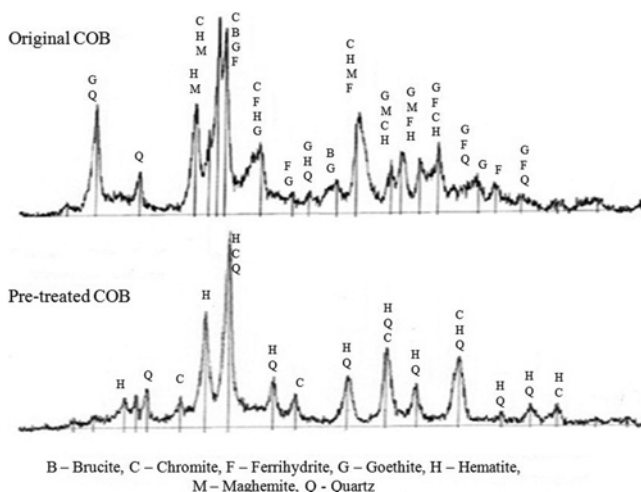 Original COB
G
Q
Q
H
M
C
H
M
C
B
G
F
C
F
H
G
F
G
G
H
Q
B
G
C
H
M
F
G
M
C
H
G
M
F
H
G
F
C
H
G
F
Q
G
F
G
F
Q
Pre-treated COB
H
Q
C
H
H
C
Q
H
Q
C
H
Q
H
Q
C
H
Q
C
H
Q
H
Q
H
Q
H
C
B – Brucite, C – Chromite, F – Ferrihydrite, G – Goethite, H – Hematite,
M – Maghemite, Q - Quartz